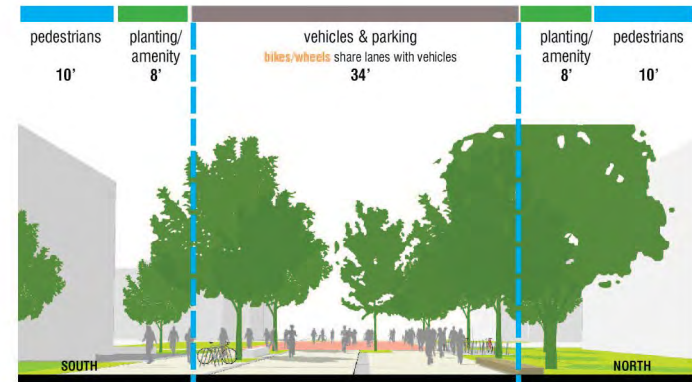 pedestrians
10’
planting/
amenity
8’
vehicles & parking
bikes/wheels share lanes with vehicles
34’
planting/
amenity
8’
pedestrians
10’
SOUTH
NORTH